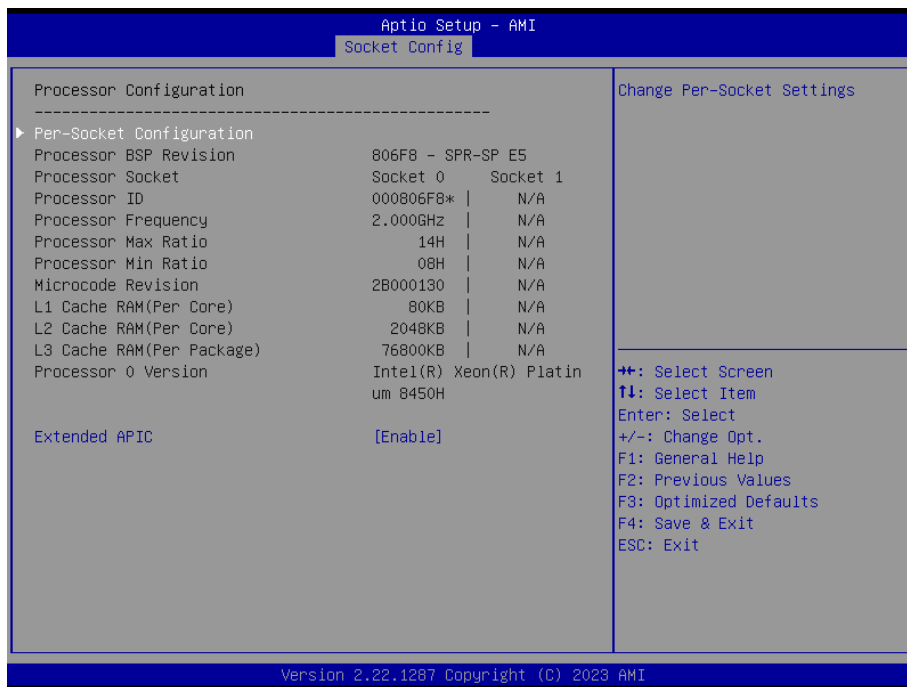 Aptio Setup – AMI
Socket Config
Processor Configuration
--------------------------------------------------
Per-Socket Configuration
Processor BSP Revision 806F8 – SPR-SP E5
Processor Socket Socket 0 Socket 1
Processor ID 000806F8* | N/A
Processor Frequency 2.000GHz | N/A
Processor Max Ratio 14H | N/A
Processor Min Ratio 08H | N/A
Microcode Revision 2B000130 | N/A
L1 Cache RAM(Per Core) 80KB | N/A
L2 Cache RAM(Per Core) 2048KB | N/A
L3 Cache RAM(Per Package) 76800KB | N/A
Processor 0 Version Intel(R) Xeon(R) Platin
um 8450H
Extended APIC [Enable]
Change Per-Socket Settings
→←: Select Screen
↑↓: Select Item
Enter: Select
+/-: Change Opt.
F1: General Help
F2: Previous Values
F3: Optimized Defaults
F4: Save & Exit
ESC: Exit
Version 2.22.1287 Copyright (C) 2023 AMI